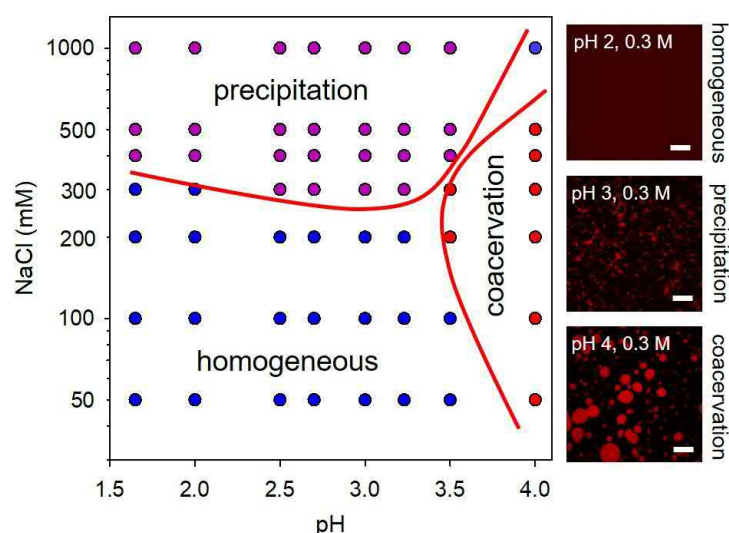 NaCl (mM)
1000
500
400
300
200
100
50
precipitation
homogeneous
coacervation
1.5
2.0
2.5
3.0
3.5
4.0
pH
pH 2, 0.3 M
homogeneous
pH 3, 0.3 M
precipitation
pH 4, 0.3 M
coacervation